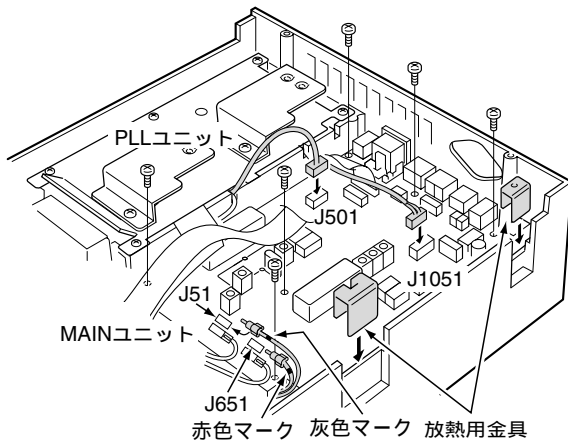 PLLユニット
J501
J1051
J51
MAINユニット
J651
赤色マーク
灰色マーク
放熱用金具